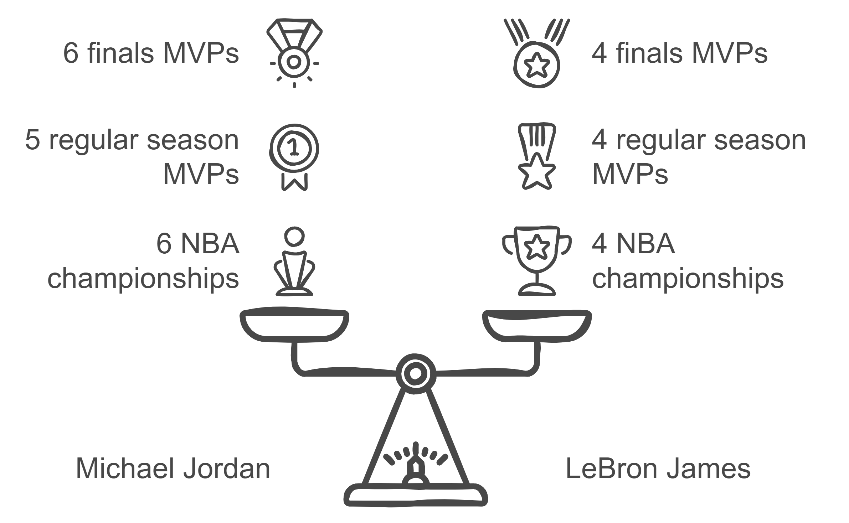 6 finals MVPs
4 finals MVPs
5 regular season
MVPs
1
4 regular season
MVPs
6 NBA
championships
4 NBA
championships
Michael Jordan
LeBron James